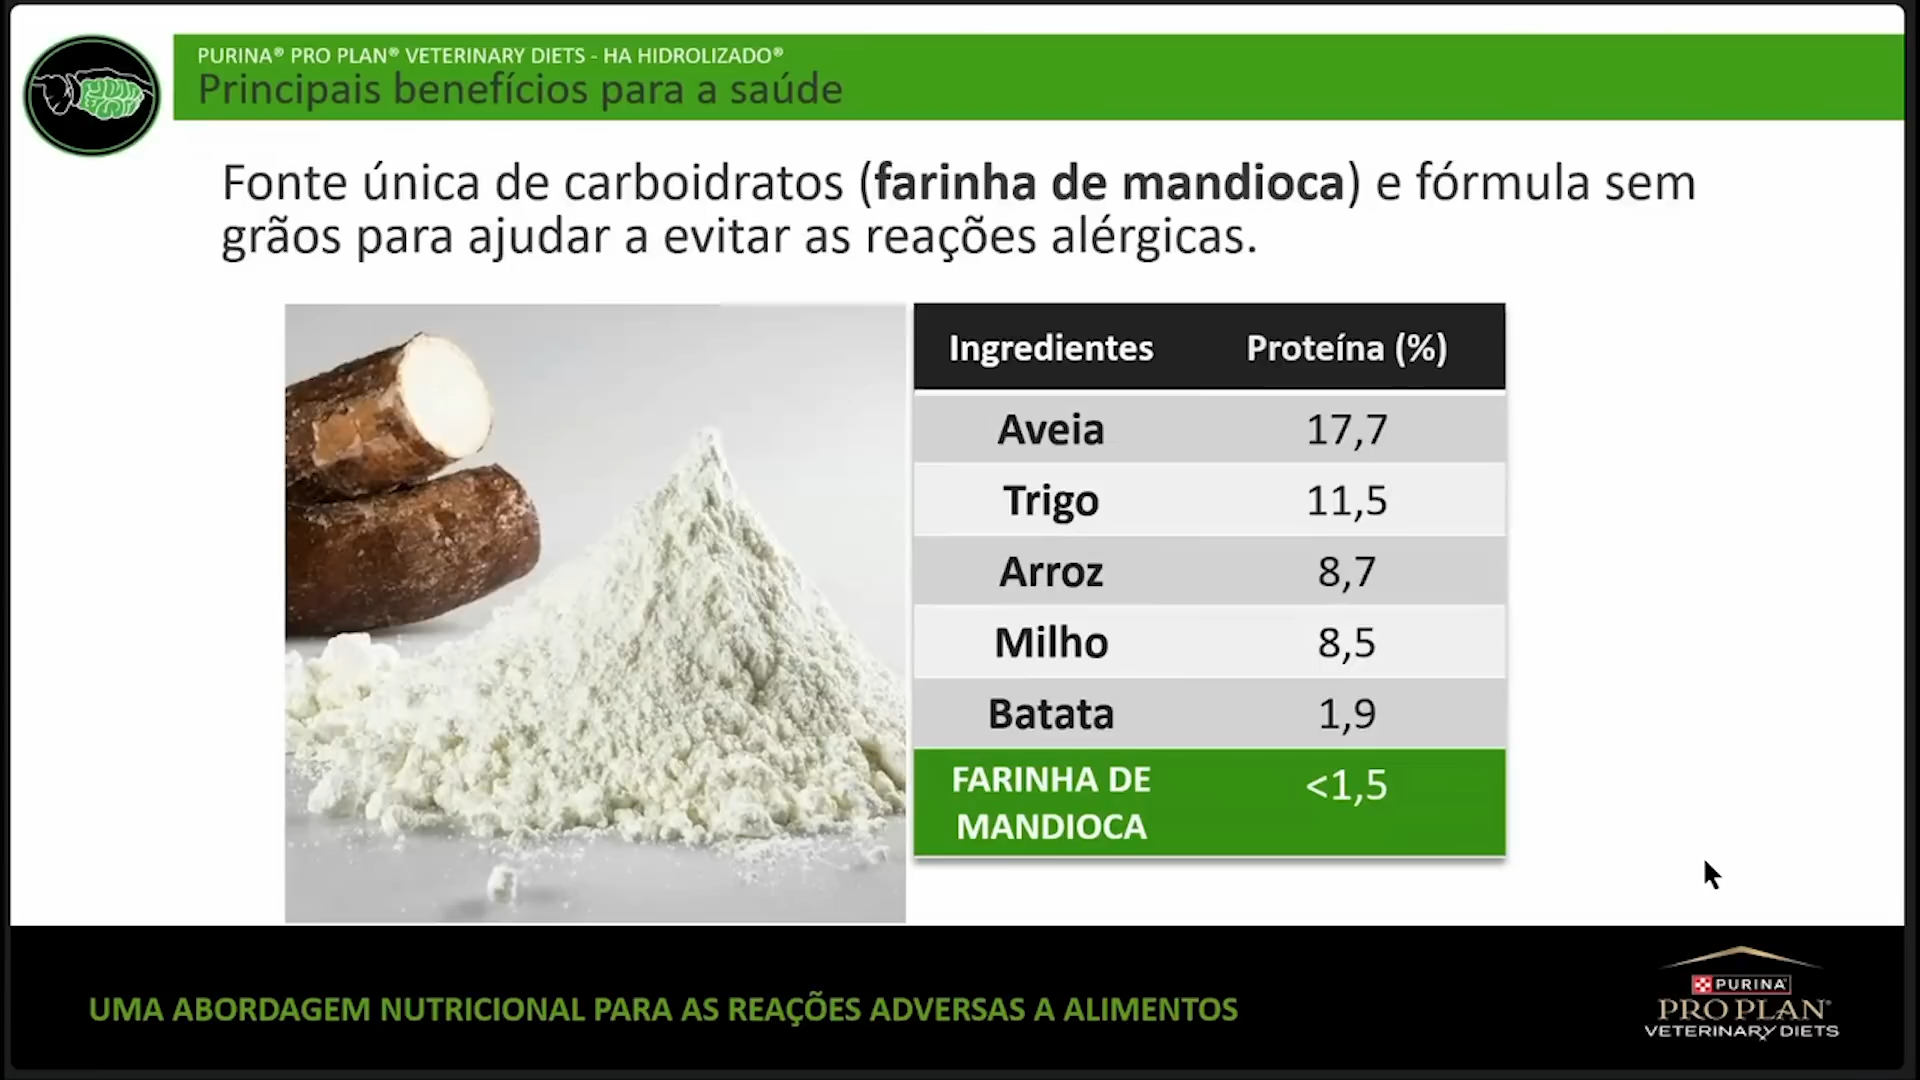 PURINA® PRO PLAN® VETERINARY DIETS - HA HIDROLIZADO®
Principais benefícios para a saúde
Fonte única de carboidratos (farinha de mandioca) e fórmula sem
grãos para ajudar a evitar as reações alérgicas.
Ingredientes Proteína (%)
Aveia 17,7
Trigo 11,5
Arroz 8,7
Milho 8,5
Batata 1,9
FARINHA DE <1,5
MANDIOCA
UMA ABORDAGEM NUTRICIONAL PARA AS REAÇÕES ADVERSAS A ALIMENTOS
PURINA
PRO PLAN®
VETERINARY DIETS